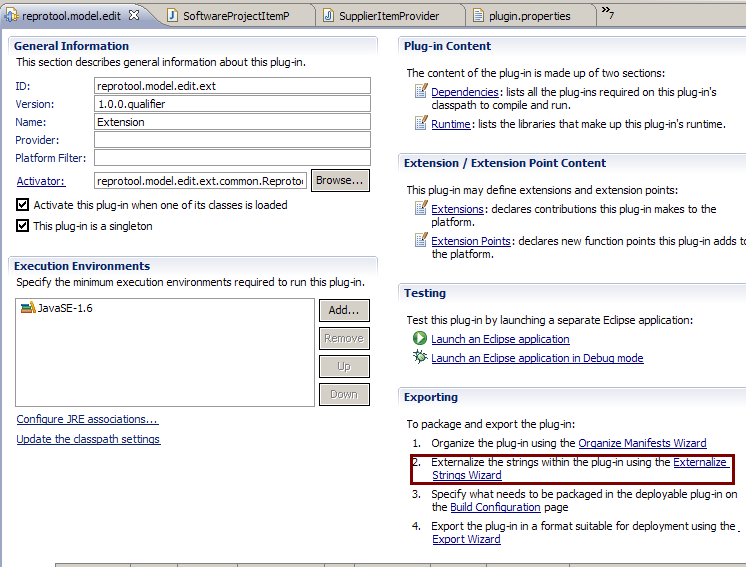 reprotool.model.edit
SoftwareProjectItemP
SupplierItemProvider
plugin.properties
»7
General Information
This section describes general information about this plug-in.
ID: reprotool.model.edit.ext
Version: 1.0.0.qualifier
Name: Extension
Provider:
Platform Filter:
Activator: reprotool.model.edit.ext.common.Reproto Browse...
Activate this plug-in when one of its classes is loaded
This plug-in is a singleton
Execution Environments
Specify the minimum execution environments required to run this plug-in.
JavaSE-1.6
Add...
Remove
Up
Down
Configure JRE associations...
Update the classpath settings
Plug-in Content
The content of the plug-in is made up of two sections:
Dependencies: lists all the plug-ins required on this plug-in's
classpath to compile and run.
Runtime: lists the libraries that make up this plug-in's runtime.
Extension / Extension Point Content
This plug-in may define extensions and extension points:
Extensions: declares contributions this plug-in makes to the
platform.
Extension Points: declares new function points this plug-in adds to
the platform.
Testing
Test this plug-in by launching a separate Eclipse application:
Launch an Eclipse application
Launch an Eclipse application in Debug mode
Exporting
To package and export the plug-in:
1. Organize the plug-in using the Organize Manifests Wizard
2. Externalize the strings within the plug-in using the Externalize
Strings Wizard
3. Specify what needs to be packaged in the deployable plug-in on
the Build Configuration page
4. Export the plug-in in a format suitable for deployment using the
Export Wizard